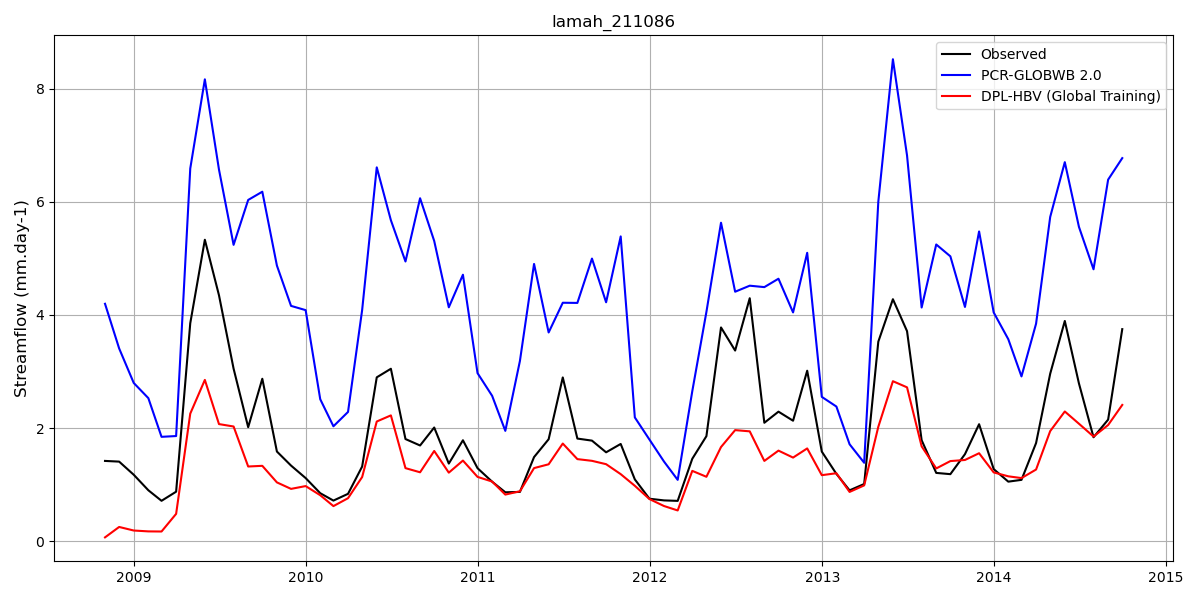 lamah_211086
Observed
PCR-GLOBWB 2.0
DPL-HBV (Global Training)
Streamflow (mm.day-1)
8
6
4
2
0
2009 2010 2011 2012 2013 2014 2015